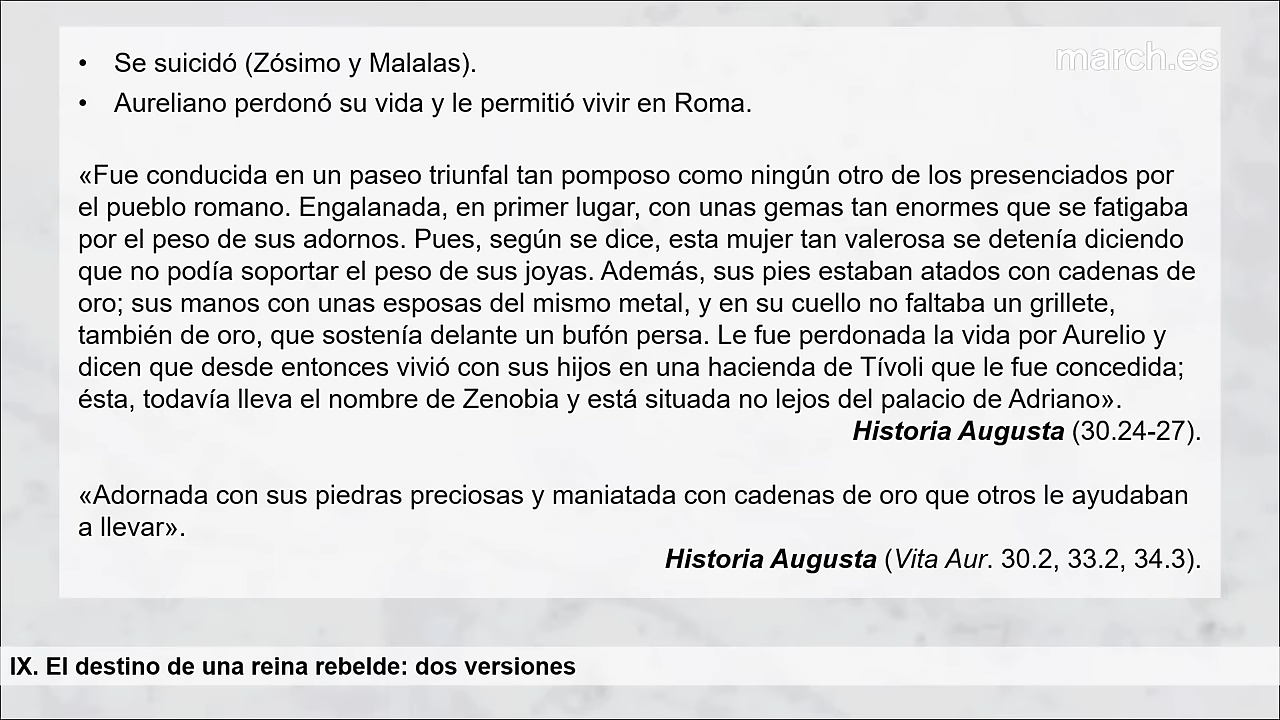 march.es
• Se suicidó (Zósimo y Malalas).
• Aureliano perdonó su vida y le permitió vivir en Roma.
«Fue conducida en un paseo triunfal tan pomposo como ningún otro de los presenciados por
el pueblo romano. Engalanada, en primer lugar, con unas gemas tan enormes que se fatigaba
por el peso de sus adornos. Pues, según se dice, esta mujer tan valerosa se detenía diciendo
que no podía soportar el peso de sus joyas. Además, sus pies estaban atados con cadenas de
oro; sus manos con unas esposas del mismo metal, y en su cuello no faltaba un grillete,
también de oro, que sostenía delante un bufón persa. Le fue perdonada la vida por Aurelio y
dicen que desde entonces vivió con sus hijos en una hacienda de Tívoli que le fue concedida;
ésta, todavía lleva el nombre de Zenobia y está situada no lejos del palacio de Adriano».
Historia Augusta (30.24-27).
«Adornada con sus piedras preciosas y maniatada con cadenas de oro que otros le ayudaban
a llevar».
Historia Augusta (Vita Aur. 30.2, 33.2, 34.3).
IX. El destino de una reina rebelde: dos versiones